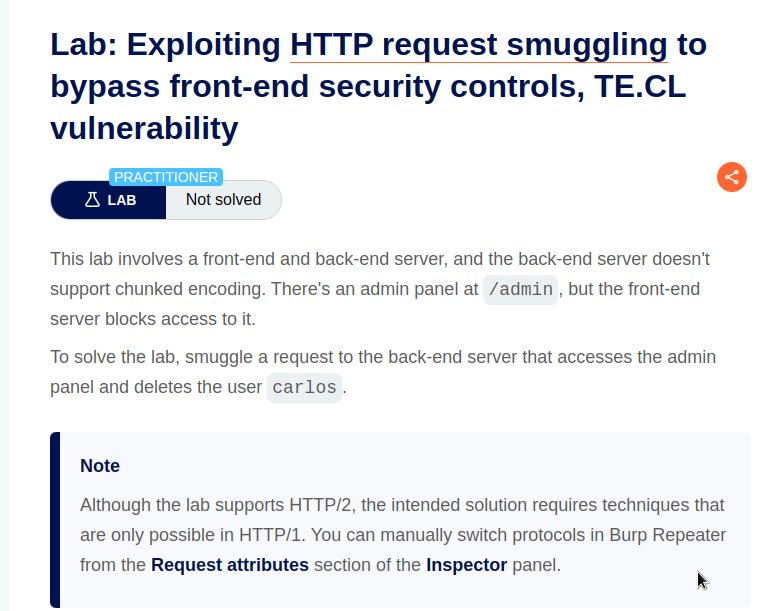 Lab: Exploiting HTTP request smuggling to
bypass front-end security controls, TE.CL
vulnerability
PRACTITIONER
LAB
Not solved
This lab involves a front-end and back-end server, and the back-end server doesn't
support chunked encoding. There's an admin panel at /admin, but the front-end
server blocks access to it.
To solve the lab, smuggle a request to the back-end server that accesses the admin
panel and deletes the user carlos.
Note
Although the lab supports HTTP/2, the intended solution requires techniques that
are only possible in HTTP/1. You can manually switch protocols in Burp Repeater
from the Request attributes section of the Inspector panel.